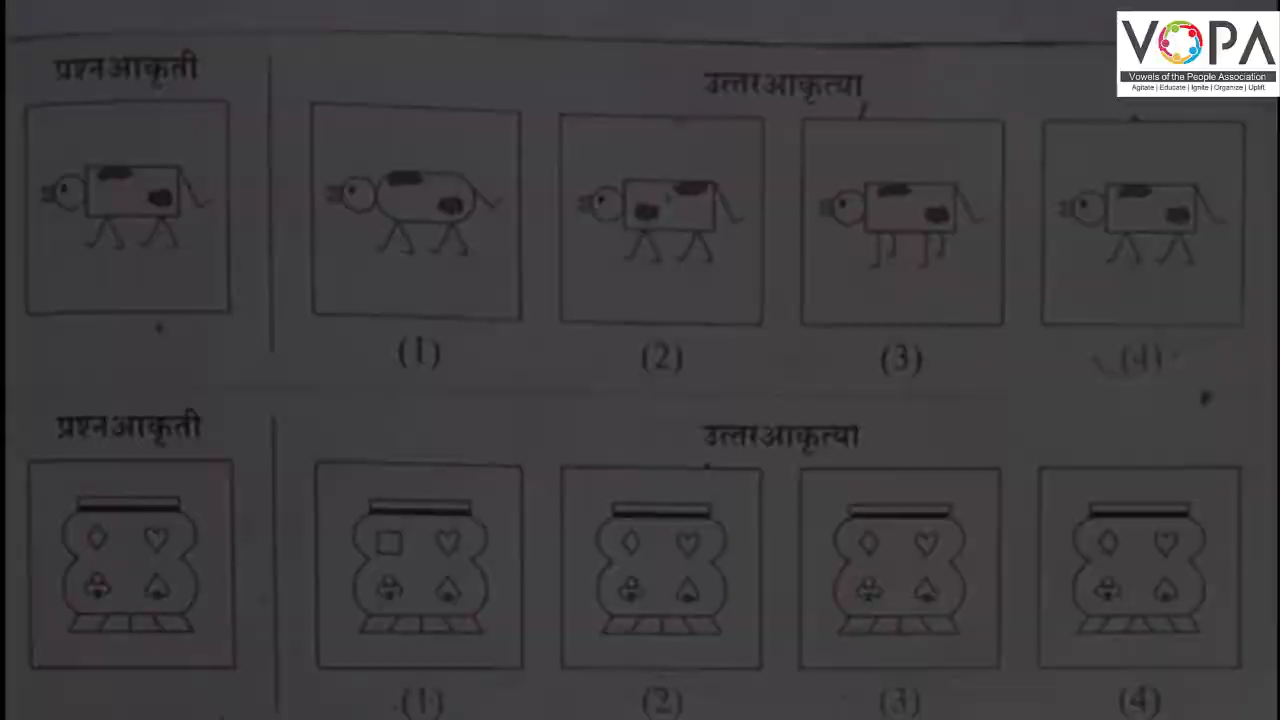 VOPA
Vowels of the People Association
Agitate | Educate | Ignite | Organize | Uplift
प्रश्नआकृती
उत्तरआकृत्या
(1) (2) (3) (4)
प्रश्नआकृती
उत्तरआकृत्या
(1) (2) (3) (4)